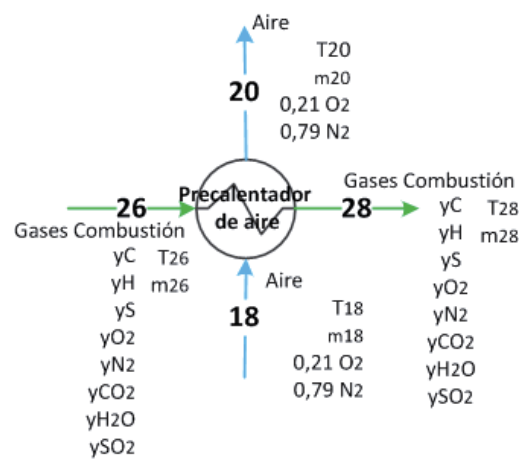 Aire
T20
m20
0,21 O2
0,79 N2
20
Precalentador
de aire
26
Gases Combustión
yC T26
yH m26
yS
yO2
yN2
yCO2
yH2O
ySO2
Gases Combustión
28
yC T28
yH m28
yS
yO2
yN2
yCO2
yH2O
ySO2
Aire
18
T18
m18
0,21 O2
0,79 N2